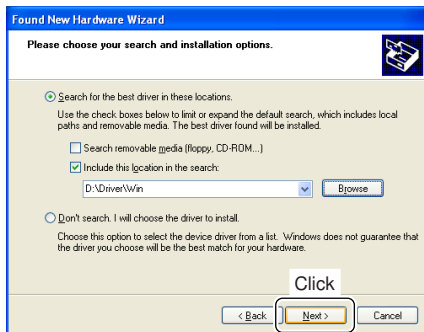 Found New Hardware Wizard
Please choose your search and installation options.
Search for the best driver in these locations.
Use the check boxes below to limit or expand the default search, which includes local
paths and removable media. The best driver found will be installed.
Search removable media (floppy, CD-ROM...)
Include this location in the search:
D:\Driver\Win
Browse
Don't search. I will choose the driver to install.
Choose this option to select the device driver from a list. Windows does not guarantee that
the driver you choose will be the best match for your hardware.
Click
< Back
Next >
Cancel